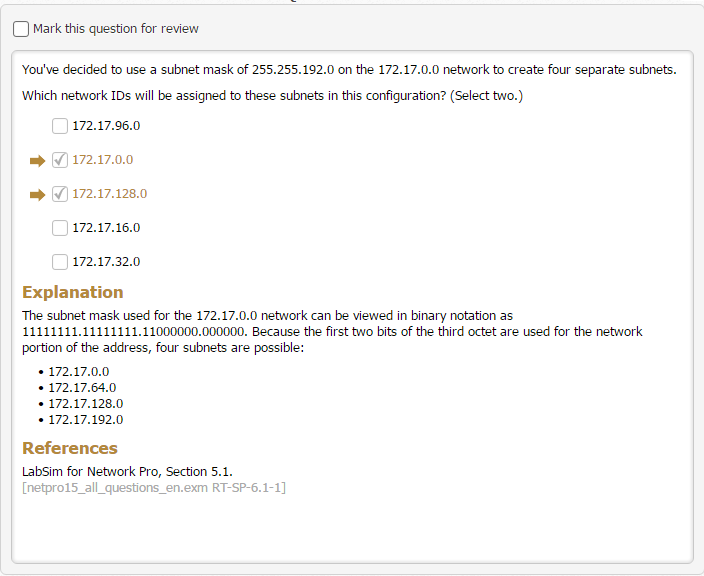 Mark this question for review
You've decided to use a subnet mask of 255.255.192.0 on the 172.17.0.0 network to create four separate subnets.
Which network IDs will be assigned to these subnets in this configuration? (Select two.)
172.17.96.0
172.17.0.0
172.17.128.0
172.17.16.0
172.17.32.0
Explanation
The subnet mask used for the 172.17.0.0 network can be viewed in binary notation as
11111111.11111111.11000000.000000. Because the first two bits of the third octet are used for the network
portion of the address, four subnets are possible:
• 172.17.0.0
• 172.17.64.0
• 172.17.128.0
• 172.17.192.0
References
LabSim for Network Pro, Section 5.1.
[netpro15_all_questions_en.exm RT-SP-6.1-1]